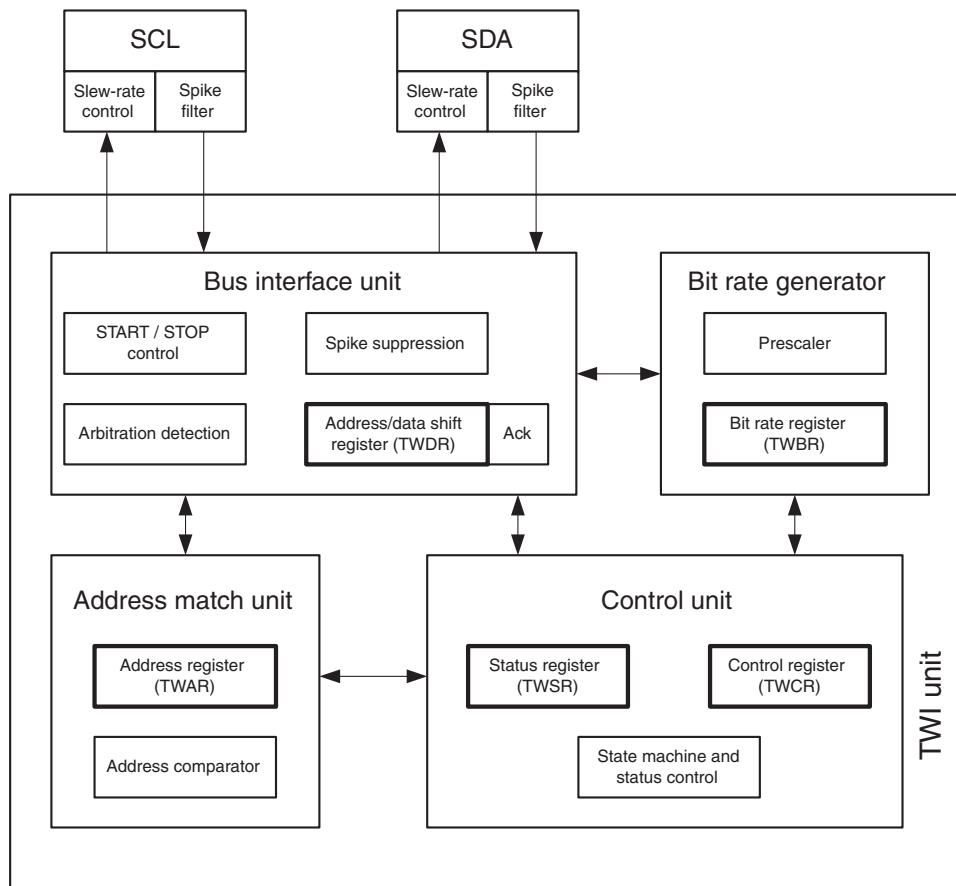 SCL
Slew-rate
control
Spike
filter
SDA
Slew-rate
control
Spike
filter
Bus interface unit
START / STOP
control
Spike suppression
Arbitration detection
Address/data shift
register (TWDR)
Ack
Bit rate generator
Prescaler
Bit rate register
(TWBR)
Address match unit
Address register
(TWAR)
Address comparator
Control unit
Status register
(TWSR)
Control register
(TWCR)
State machine and
status control
TWI unit